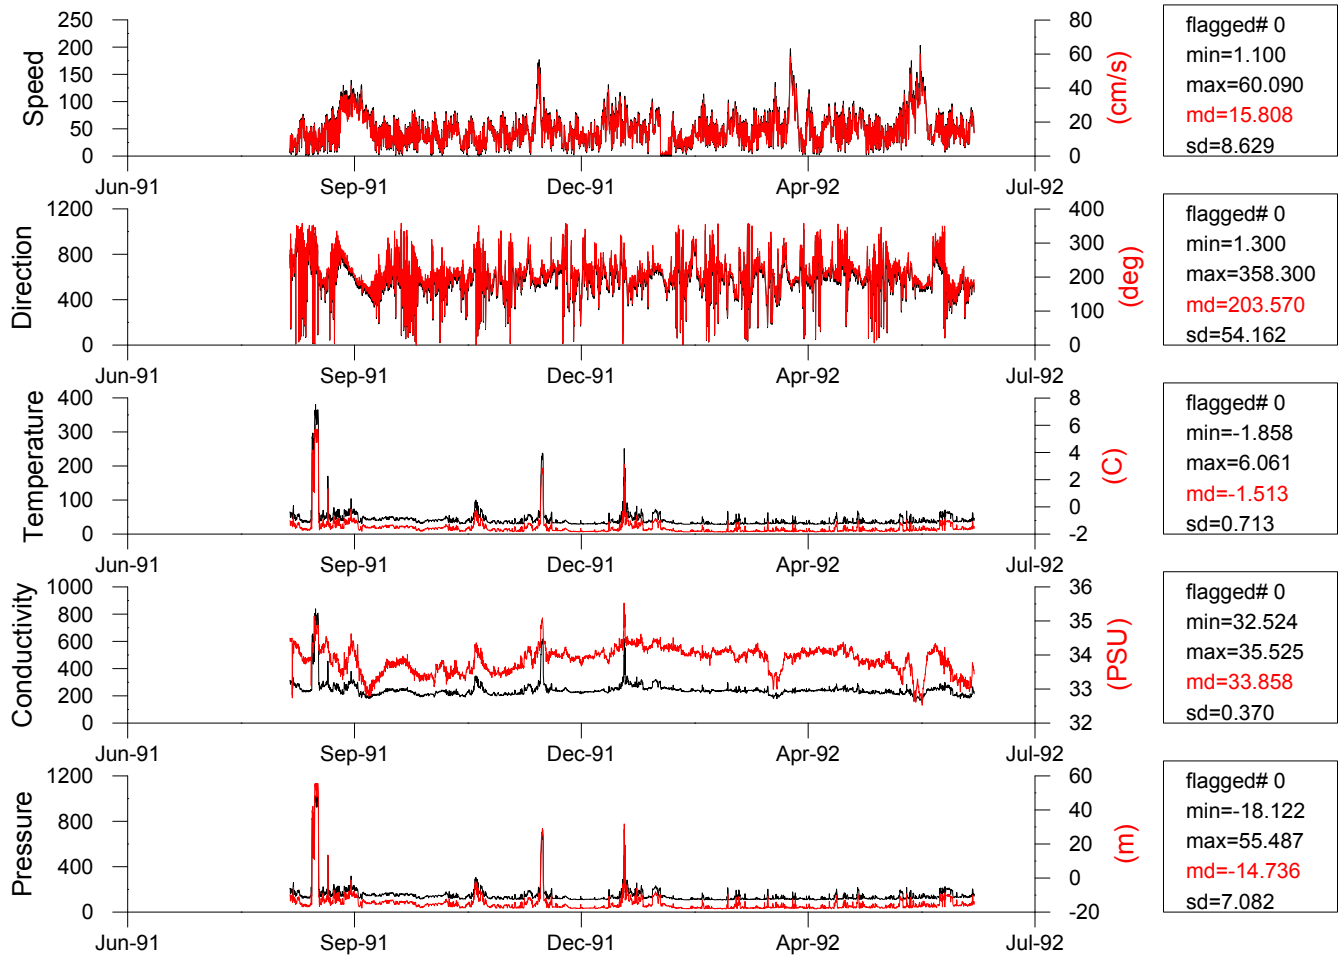 Speed
250
200
150
100
50
0
80
60
40
20
0
(cm/s)
Jun-91 Sep-91 Dec-91 Apr-92 Jul-92
flagged# 0
min=1.100
max=60.090
md=15.808
sd=8.629
Direction
1200
800
400
0
400
300
200
100
0
(deg)
Jun-91 Sep-91 Dec-91 Apr-92 Jul-92
flagged# 0
min=1.300
max=358.300
md=203.570
sd=54.162
Temperature
400
300
200
100
0
8
6
4
2
0
-2
(C)
Jun-91 Sep-91 Dec-91 Apr-92 Jul-92
flagged# 0
min=-1.858
max=6.061
md=-1.513
sd=0.713
Conductivity
1000
800
600
400
200
0
36
35
34
33
32
(PSU)
Jun-91 Sep-91 Dec-91 Apr-92 Jul-92
flagged# 0
min=32.524
max=35.525
md=33.858
sd=0.370
Pressure
1200
800
400
0
60
40
20
0
-20
(m)
Jun-91 Sep-91 Dec-91 Apr-92 Jul-92
flagged# 0
min=-18.122
max=55.487
md=-14.736
sd=7.082